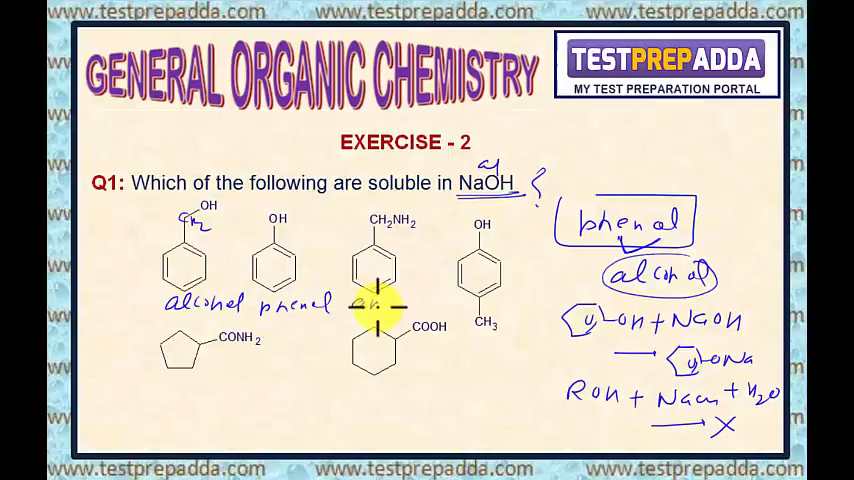 www.testprepadda.com www.testprepadda.com www.testprepadda.com
GENERAL ORGANIC CHEMISTRY
TESTPREPADDA
MY TEST PREPARATION PORTAL
EXERCISE - 2
aq
Q1: Which of the following are soluble in NaOH ?
OH
CH2
OH
CH2NH2
OH
CH3
alcohol phenol an
CONH2
COOH
phenol
alcohol
OH + NaOH
→ ONa
ROH + NaOH + H2O
→ X
www.testprepadda.com www.testprepadda.com www.testprepadda.com